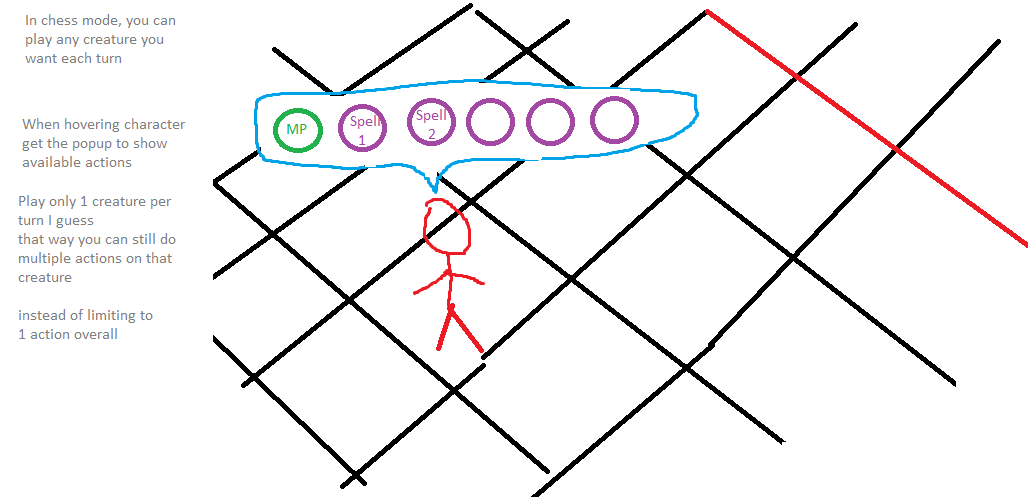 In chess mode, you can
play any creature you
want each turn
When hovering character
get the popup to show
available actions
Play only 1 creature per
turn I guess
that way you can still do
multiple actions on that
creature
instead of limiting to
1 action overall
MP
Spell
1
Spell
2